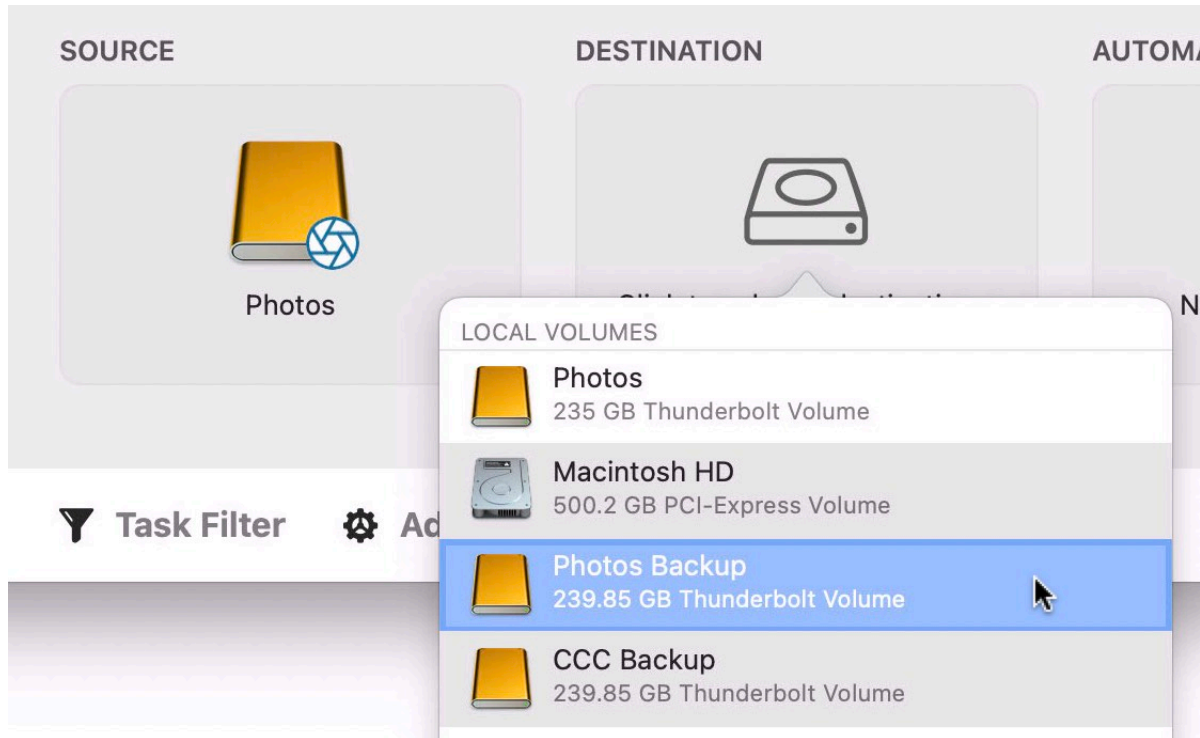 SOURCE
DESTINATION
Photos
LOCAL VOLUMES
Photos
235 GB Thunderbolt Volume
Macintosh HD
500.2 GB PCI-Express Volume
Photos Backup
239.85 GB Thunderbolt Volume
CCC Backup
239.85 GB Thunderbolt Volume
Task Filter